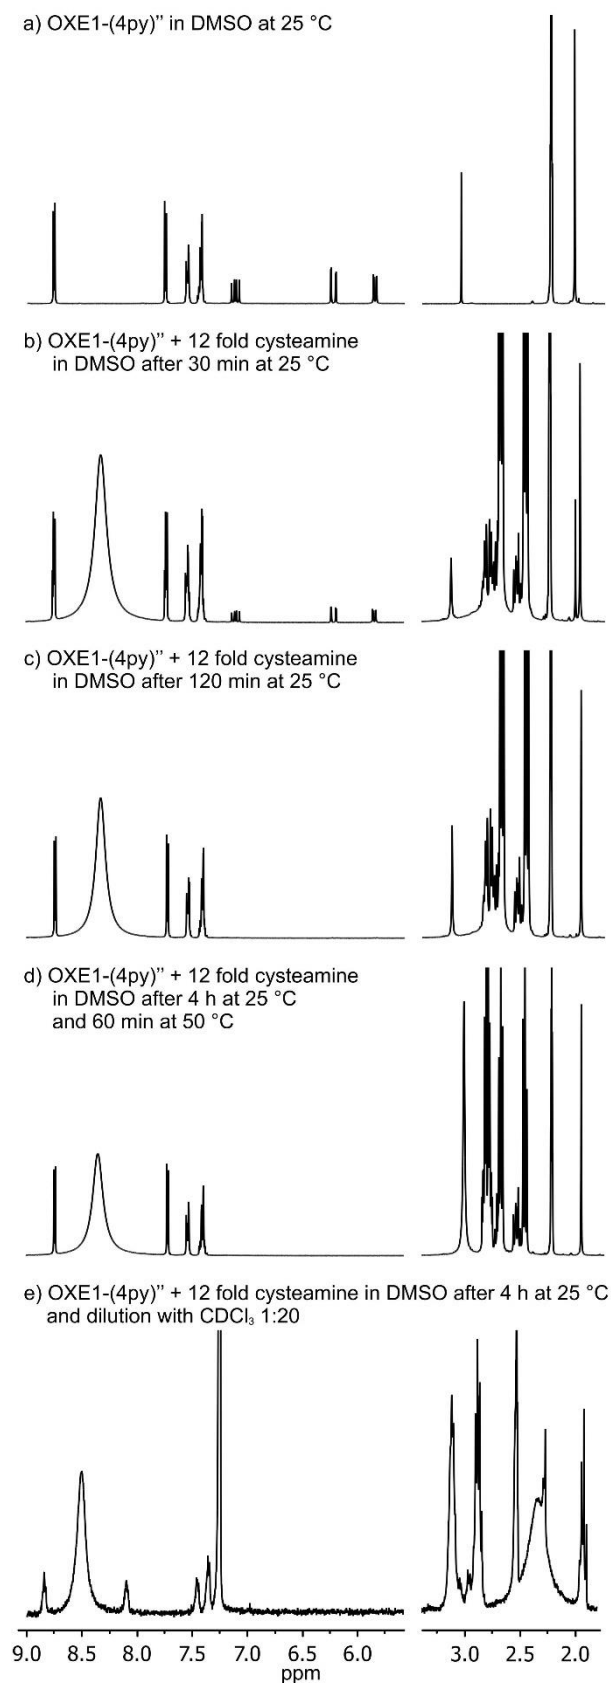 a) OXE1-(4py)” in DMSO at 25 °C
b) OXE1-(4py)” + 12 fold cysteamine
in DMSO after 30 min at 25 °C
c) OXE1-(4py)” + 12 fold cysteamine
in DMSO after 120 min at 25 °C
d) OXE1-(4py)” + 12 fold cysteamine
in DMSO after 4 h at 25 °C
and 60 min at 50 °C
e) OXE1-(4py)” + 12 fold cysteamine in DMSO after 4 h at 25 °C
and dilution with CDCl₃ 1:20
9.0 8.5 8.0 7.5 7.0 6.5 6.0 3.0 2.5 2.0
ppm